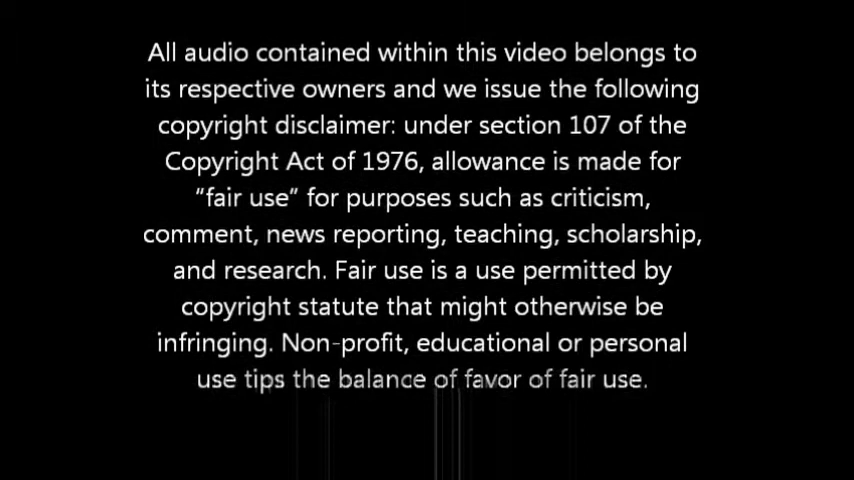 All audio contained within this video belongs to
its respective owners and we issue the following
copyright disclaimer: under section 107 of the
Copyright Act of 1976, allowance is made for
“fair use” for purposes such as criticism,
comment, news reporting, teaching, scholarship,
and research. Fair use is a use permitted by
copyright statute that might otherwise be
infringing. Non-profit, educational or personal
use tips the balance of favor of fair use.